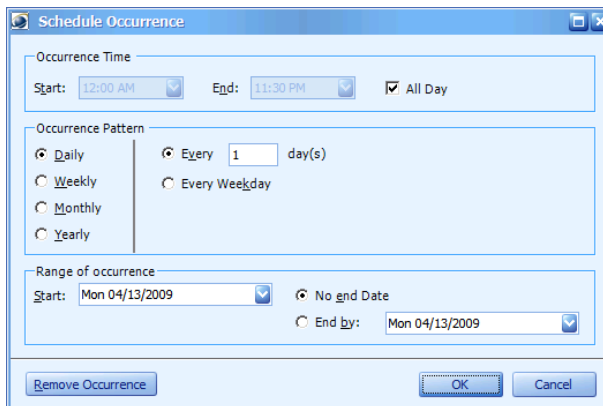 Schedule Occurrence
Occurrence Time
Start: 12:00 AM End: 11:30 PM All Day
Occurrence Pattern
Daily Every 1 day(s)
Weekly Every Weekday
Monthly
Yearly
Range of occurrence
Start: Mon 04/13/2009 No end Date
End by: Mon 04/13/2009
Remove Occurrence OK Cancel